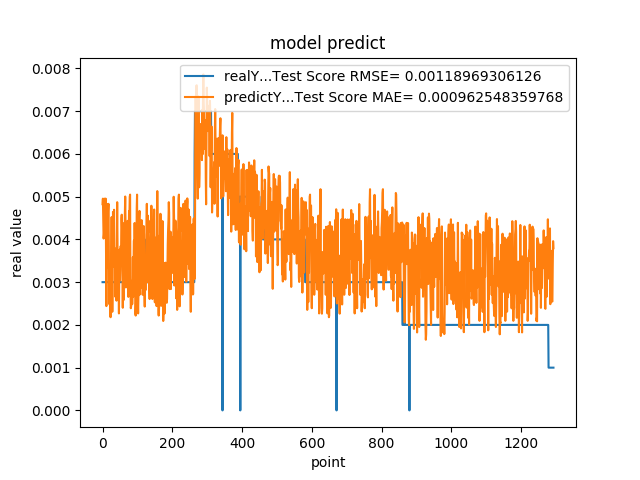 model predict
realY...Test Score RMSE= 0.00118969306126
predictY...Test Score MAE= 0.000962548359768
0.008
0.007
0.006
0.005
0.004
0.003
0.002
0.001
0.000
real value
0 200 400 600 800 1000 1200
point